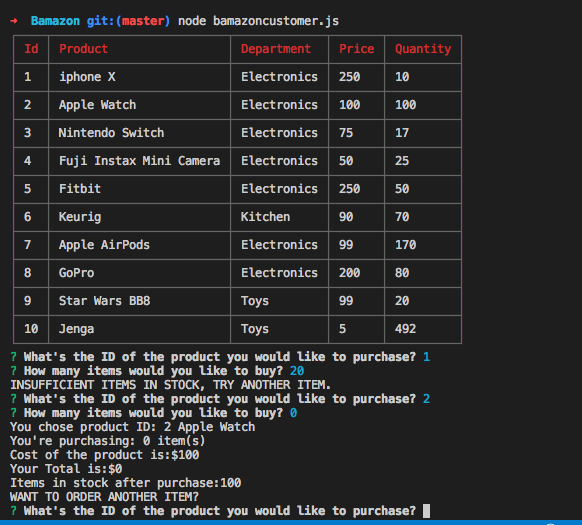 → Bamazon git:(master) node bamazoncustomer.js
Id Product Department Price Quantity
1 iphone X Electronics 250 10
2 Apple Watch Electronics 100 100
3 Nintendo Switch Electronics 75 17
4 Fuji Instax Mini Camera Electronics 50 25
5 Fitbit Electronics 250 50
6 Keurig Kitchen 90 70
7 Apple AirPods Electronics 99 170
8 GoPro Electronics 200 80
9 Star Wars BB8 Toys 99 20
10 Jenga Toys 5 492
? What's the ID of the product you would like to purchase? 1
? How many items would you like to buy? 20
INSUFFICIENT ITEMS IN STOCK, TRY ANOTHER ITEM.
? What's the ID of the product you would like to purchase? 2
? How many items would you like to buy? 0
You chose product ID: 2 Apple Watch
You're purchasing: 0 item(s)
Cost of the product is:$100
Your Total is:$0
Items in stock after purchase:100
WANT TO ORDER ANOTHER ITEM?
? What's the ID of the product you would like to purchase?